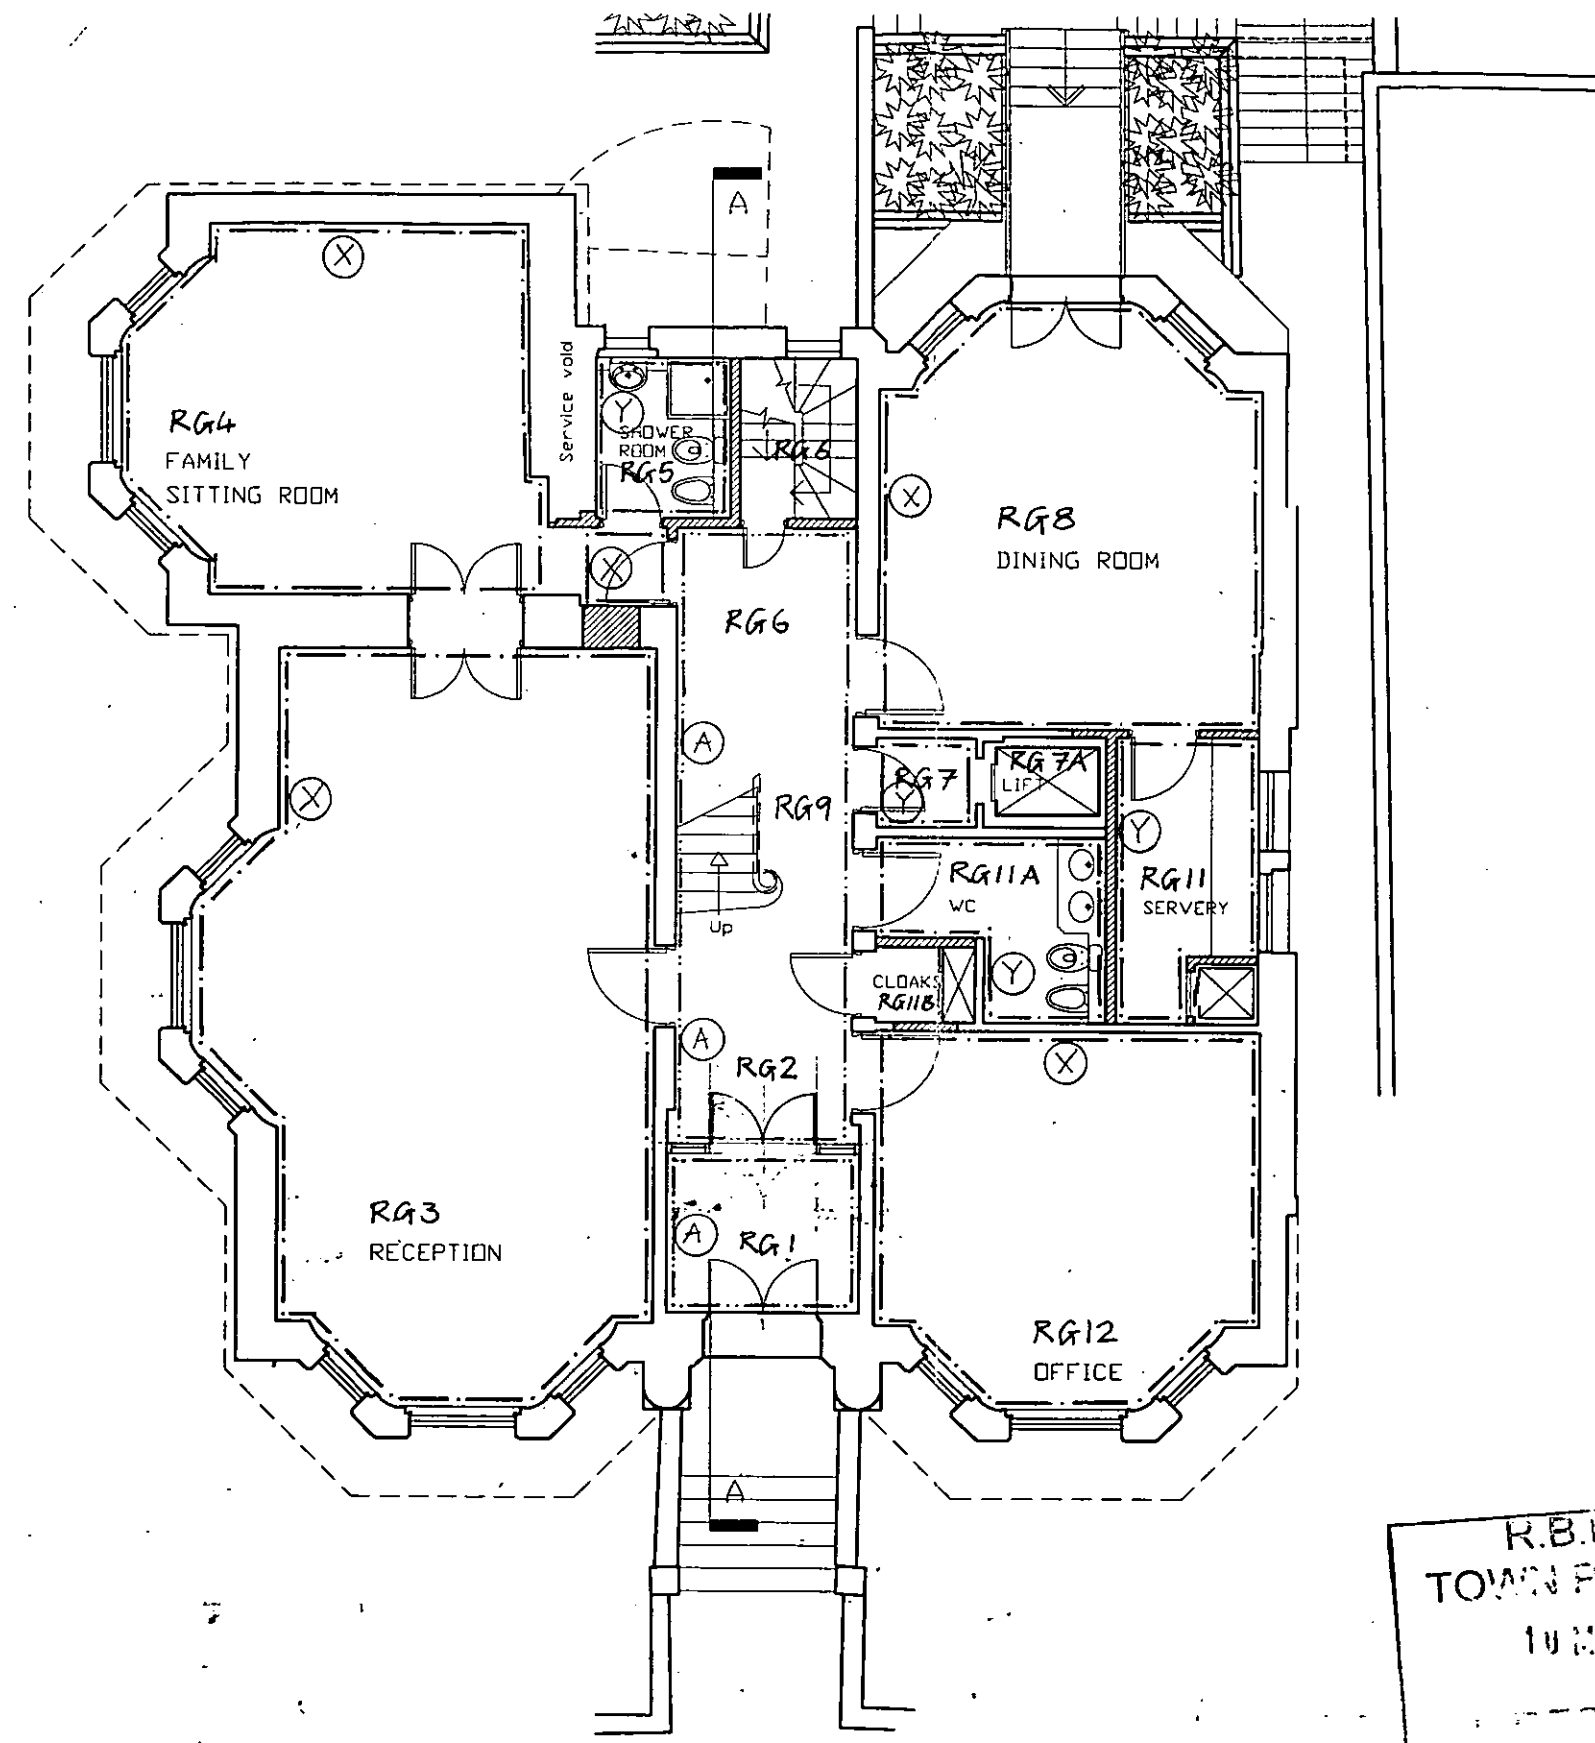 A
X
Service void
RG4
FAMILY
SITTING ROOM
Y
SHOWER
ROOM
RG5
RG6
X
X
RG8
DINING ROOM
RG6
A
X
RG9
RG7
Y
RG7A
LIFT
Y
Up
RG11A
WC
RG11
SERVERY
Y
CLOAKS
RG11B
A
RG2
X
RG3
RECEPTION
A
RG1
RG12
OFFICE
A
R.B.
TOWN P